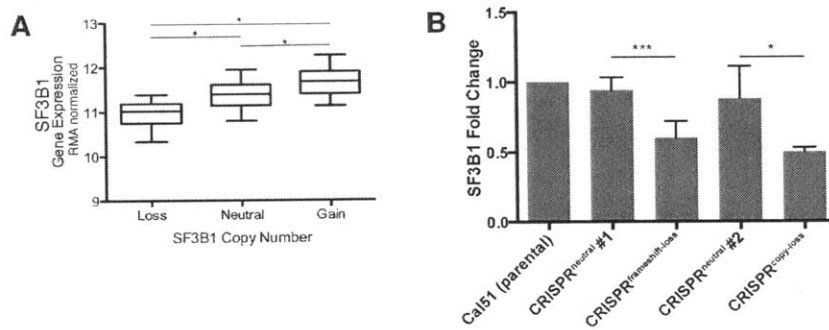 A
SF3B1
Gene Expression
RMA normalized
13
12
11
10
9
*
*
*
Loss Neutral Gain
SF3B1 Copy Number
B
SF3B1 Fold Change
1.5
1.0
0.5
0.0
***
*
Cal51 (parental)
CRISPRneutral #1
CRISPRframeshift-loss
CRISPRneutral #2
CRISPRcopy-loss